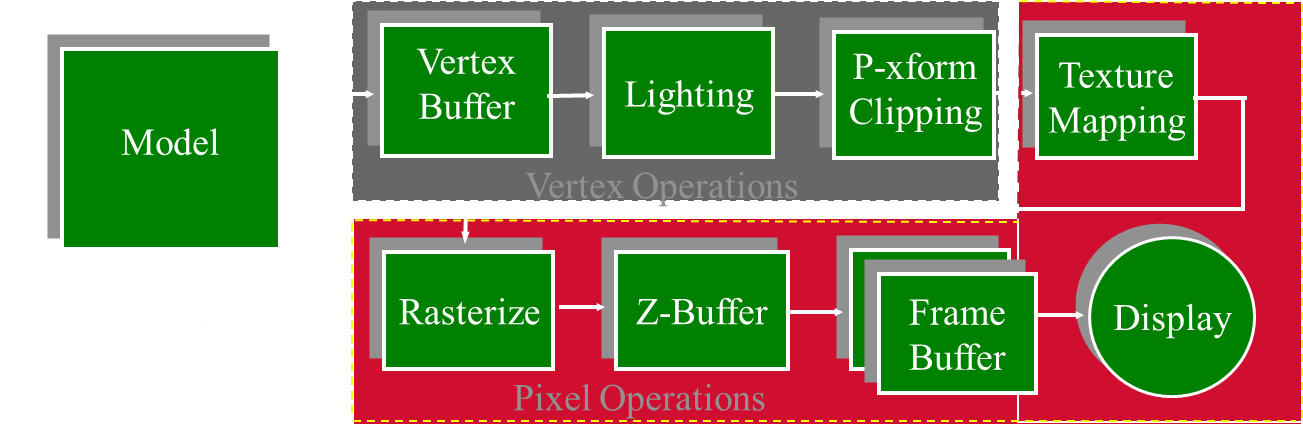 Model
Vertex
Buffer
Lighting
P-xform
Clipping
Texture
Mapping
Vertex Operations
Rasterize
Z-Buffer
Frame
Buffer
Display
Pixel Operations